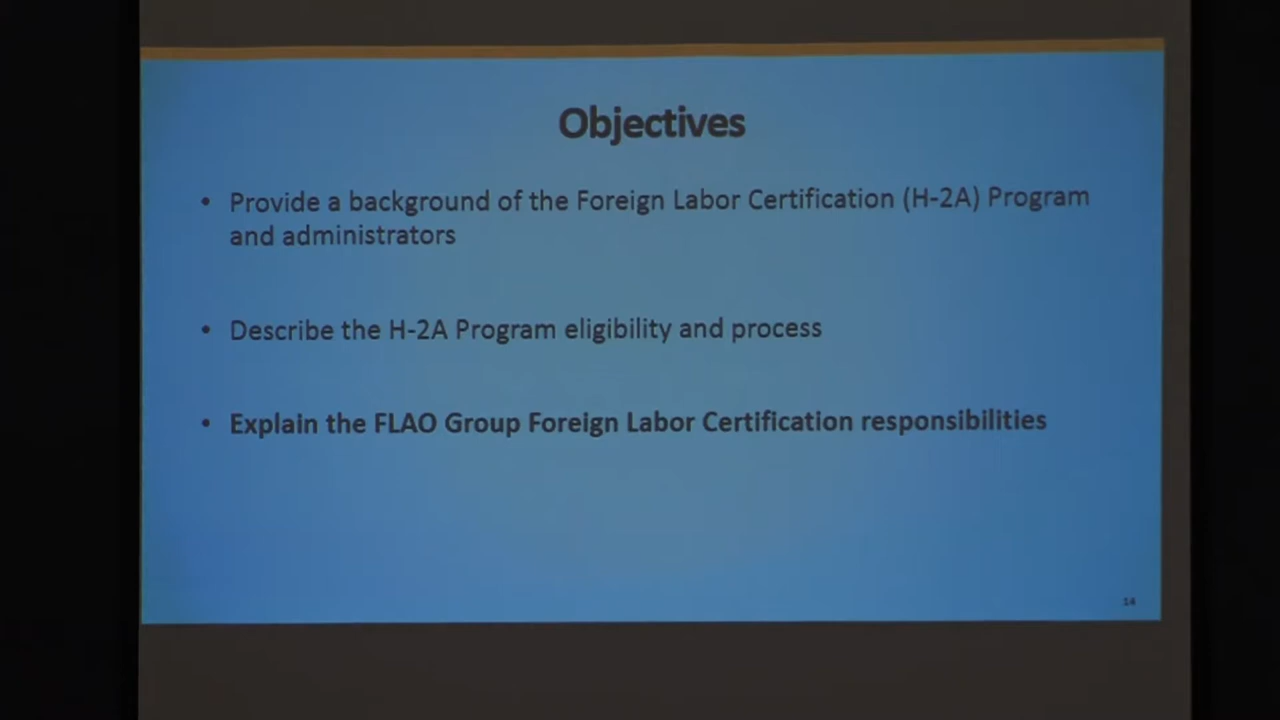 Objectives
• Provide a background of the Foreign Labor Certification (H-2A) Program
and administrators
• Describe the H-2A Program eligibility and process
• Explain the FLAO Group Foreign Labor Certification responsibilities
14